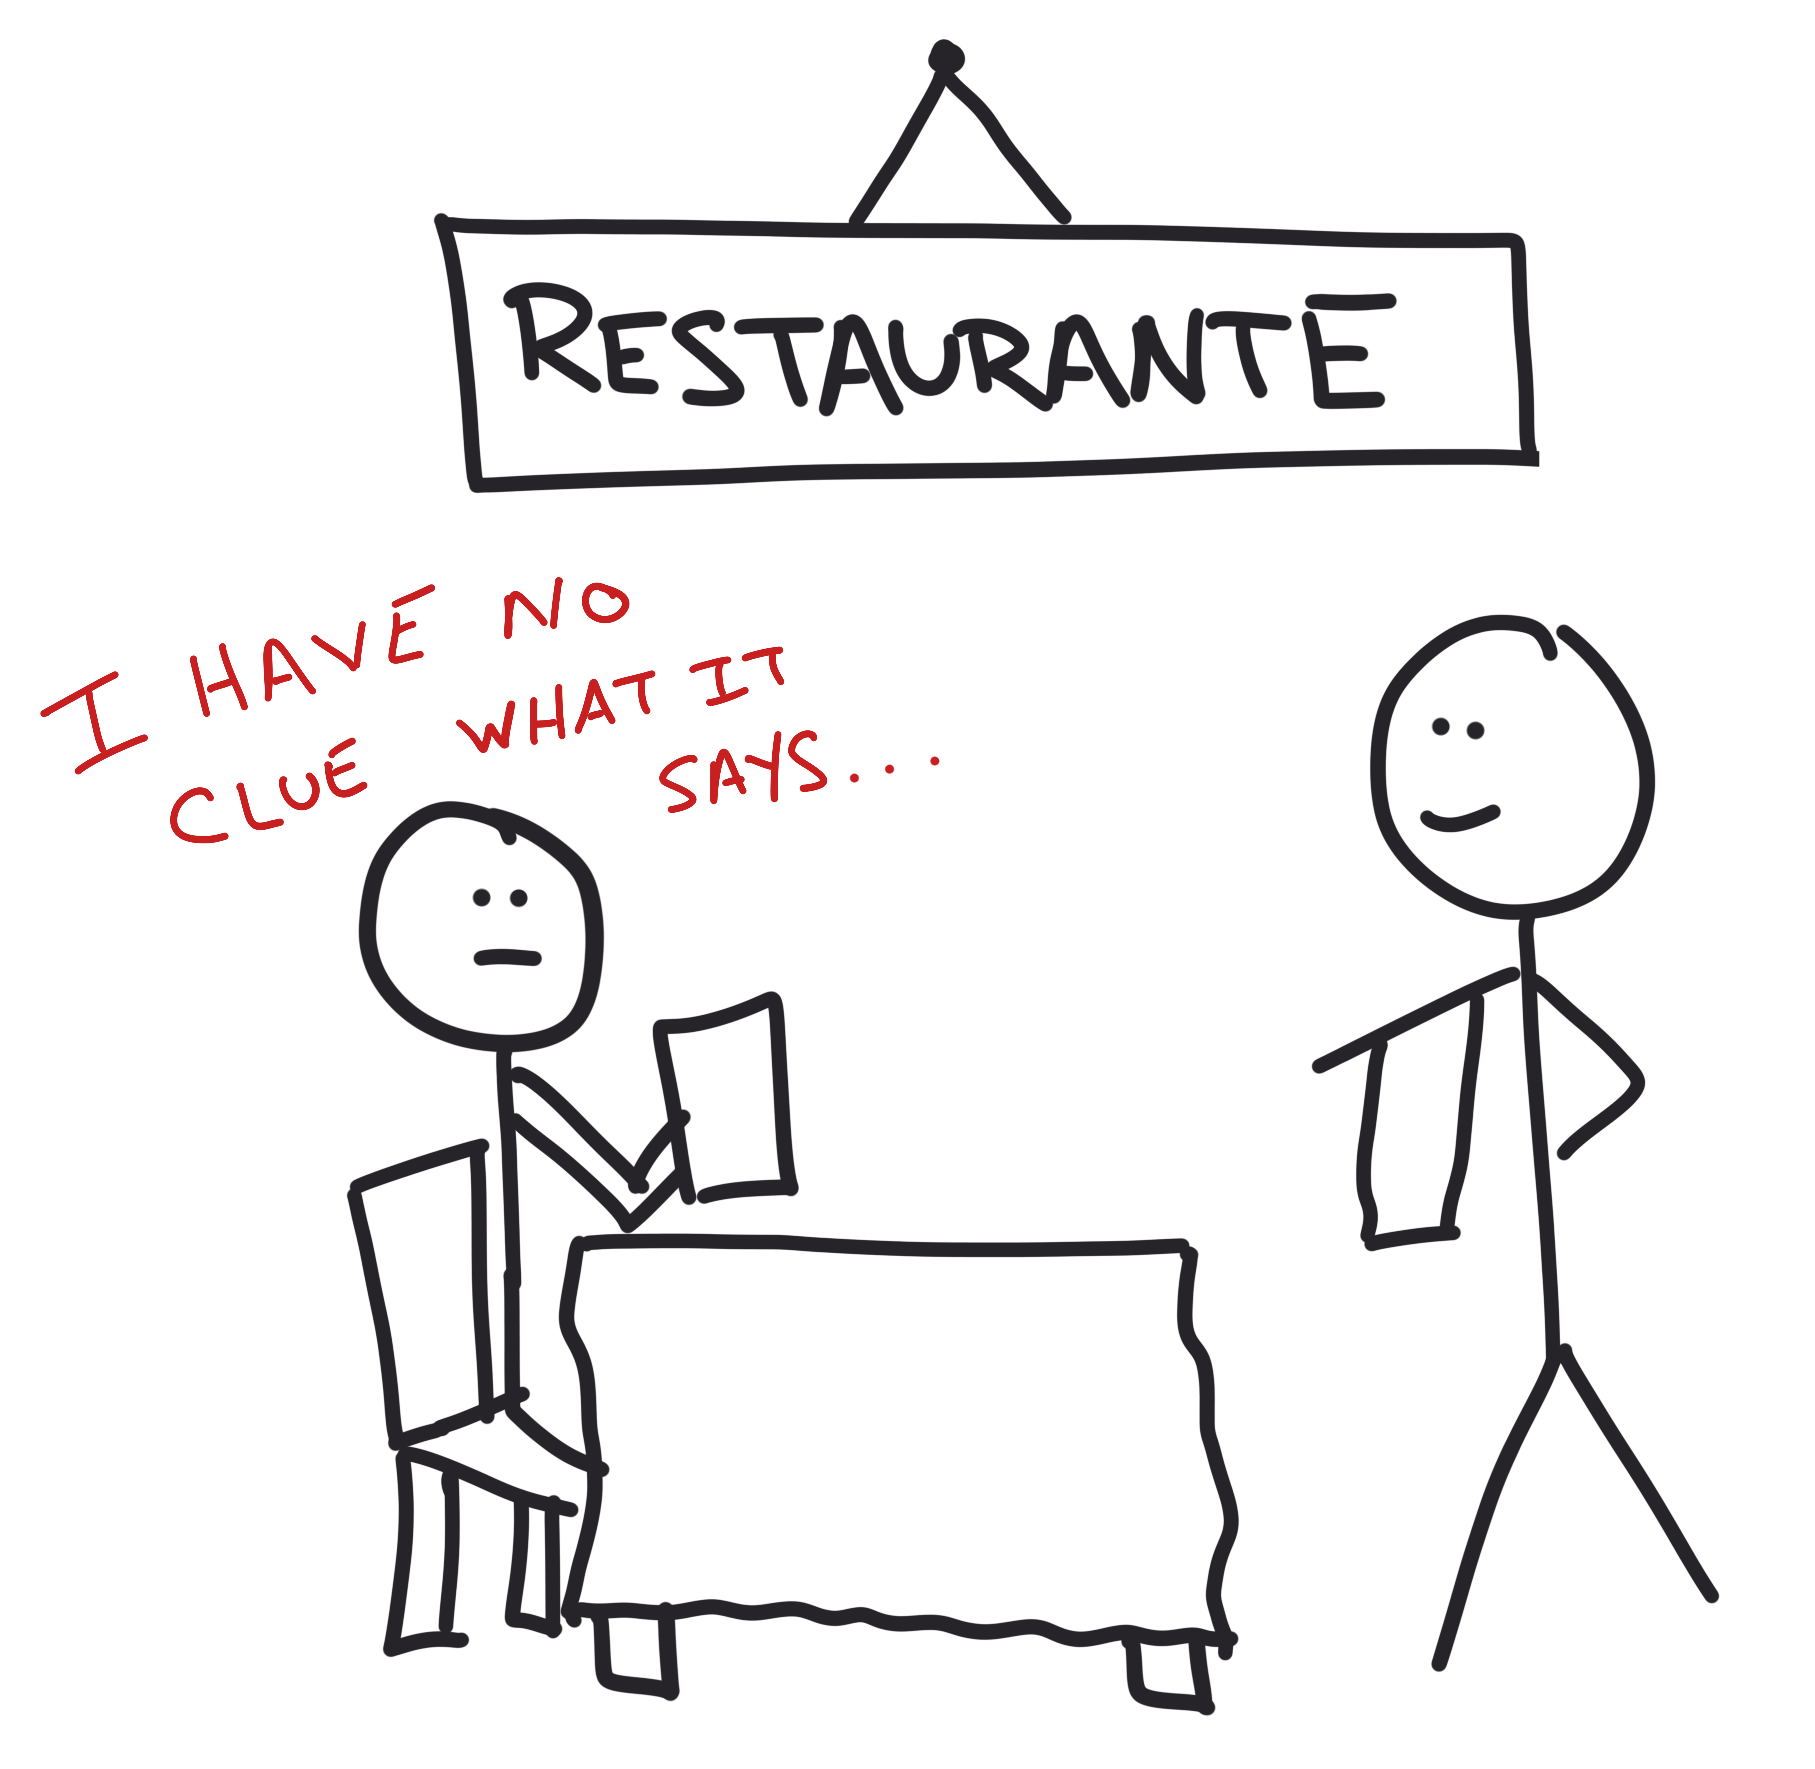 RESTAURANTE
I HAVE NO
CLUE WHAT IT
SAYS...